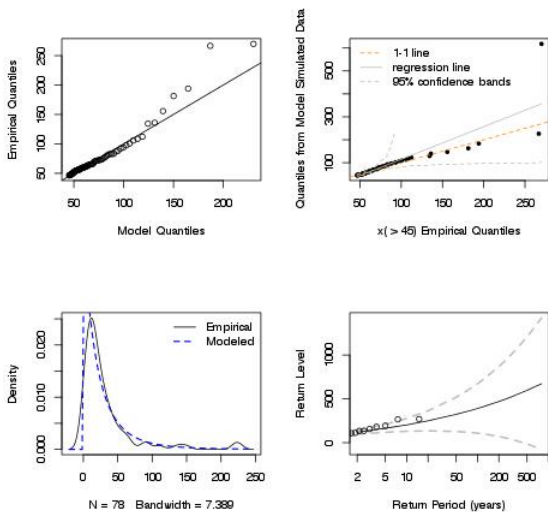 Empirical Quantiles
50 100 150 200 250
50 100 150 200
Model Quantiles
Quantiles from Model Simulated Data
100 300 500
1-1 line
regression line
95% confidence bands
50 100 150 200 250
x( > 45) Empirical Quantiles
Density
0.000 0.010 0.020
Empirical
Modeled
0 50 100 150 200 250
N = 78 Bandwidth = 7.389
Return Level
0 500 1000
2 5 10 50 100 500
Return Period (years)